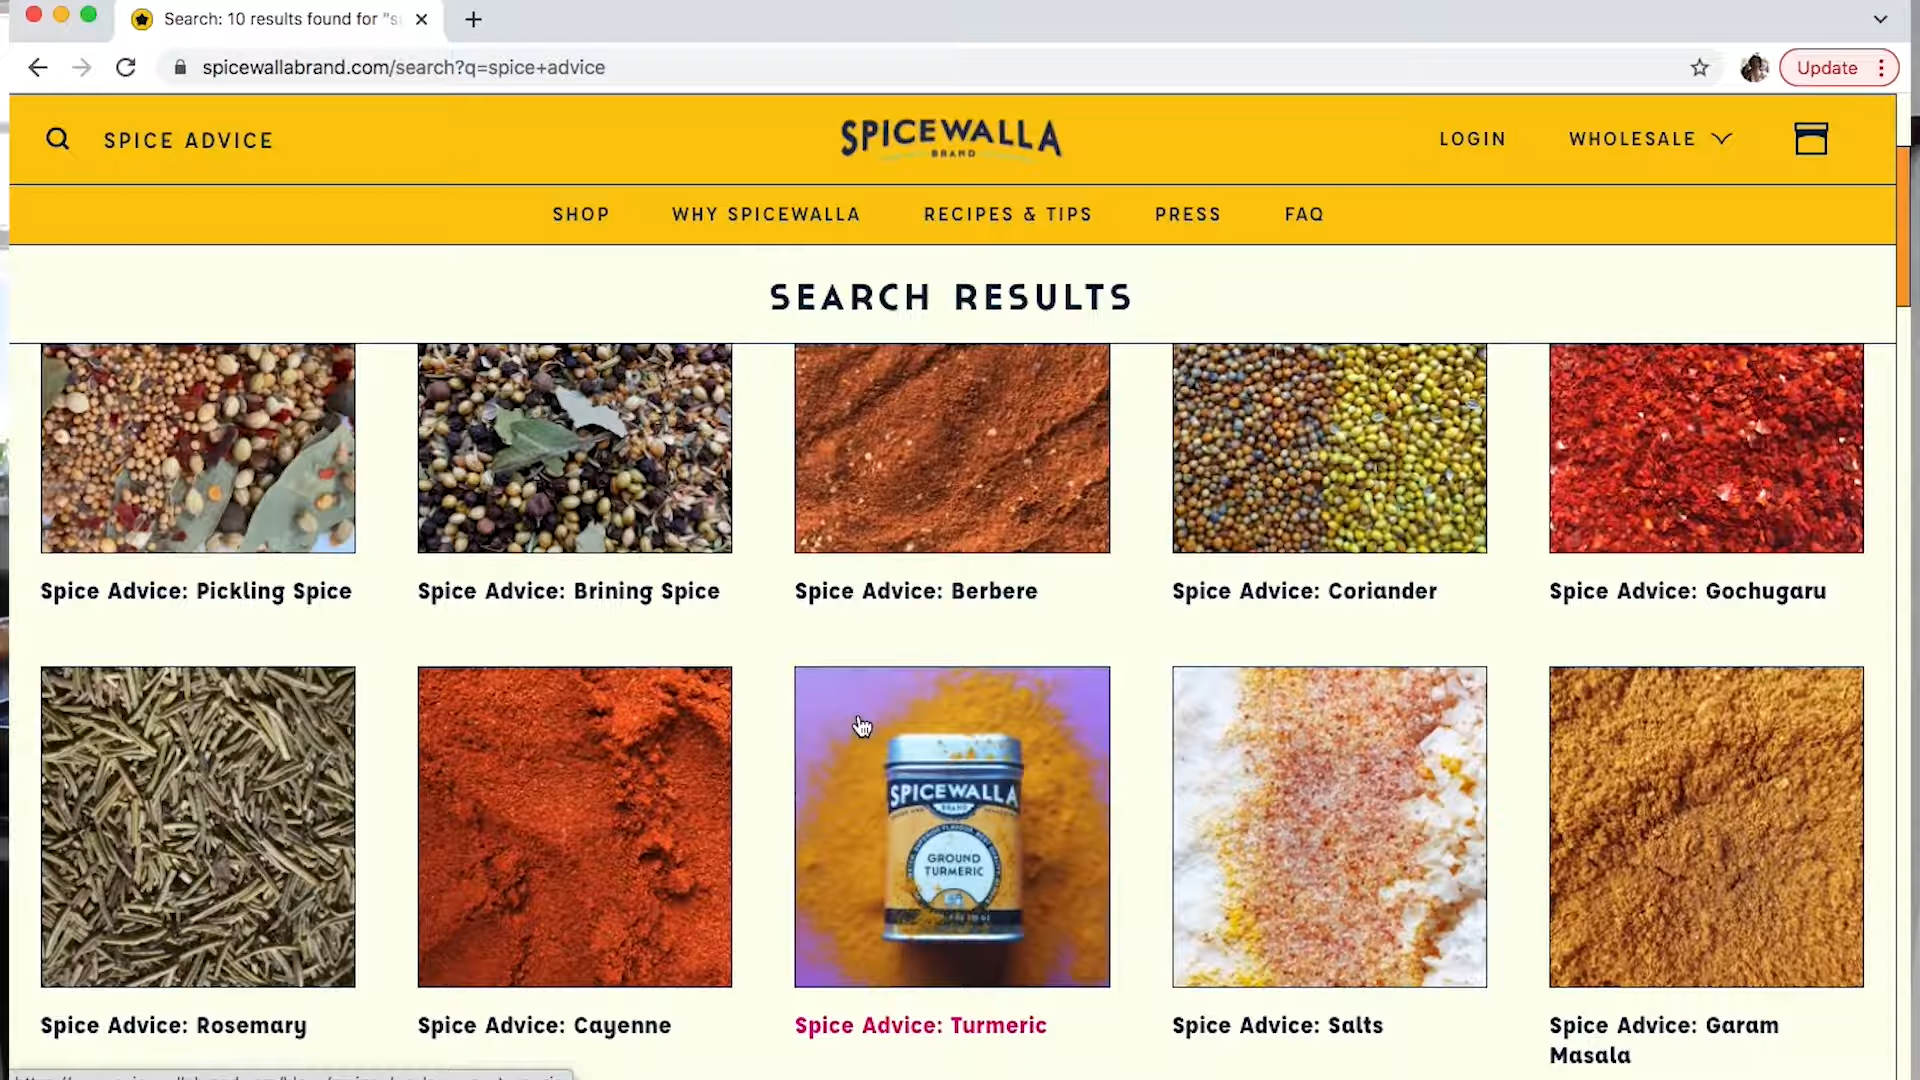 Search: 10 results found for "s
spicewallabrand.com/search?q=spice+advice
Update
SPICE ADVICE
SPICEWALLA
BRAND
LOGIN
WHOLESALE
SHOP
WHY SPICEWALLA
RECIPES & TIPS
PRESS
FAQ
SEARCH RESULTS
Spice Advice: Pickling Spice
Spice Advice: Brining Spice
Spice Advice: Berbere
Spice Advice: Coriander
Spice Advice: Gochugaru
SPICEWALLA
BRAND
GROUND
TURMERIC
Spice Advice: Rosemary
Spice Advice: Cayenne
Spice Advice: Turmeric
Spice Advice: Salts
Spice Advice: Garam
Masala